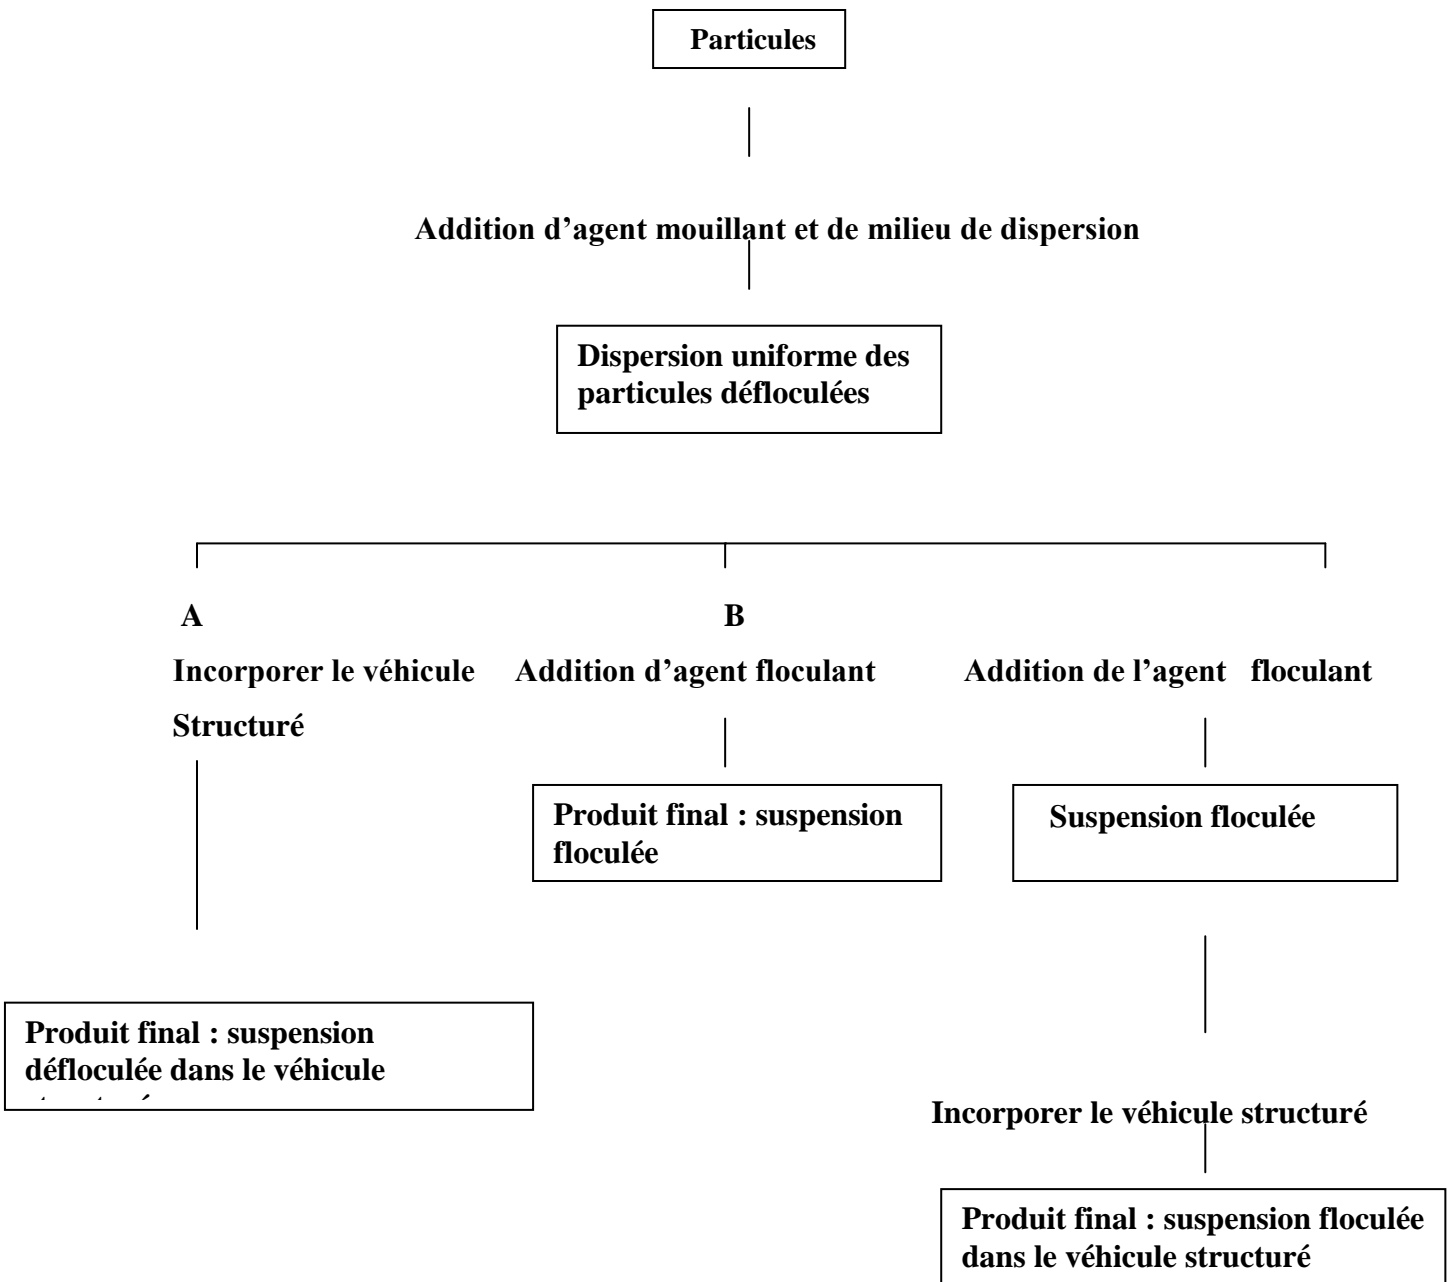 Particules
Addition d’agent mouillant et de milieu de dispersion
Dispersion uniforme des
particules défloculées
A
B
Incorporer le véhicule
Structuré
Addition d’agent floculant
Addition de l’agent floculant
Produit final : suspension
floculée
Suspension floculée
Produit final : suspension
défloculée dans le véhicule
Incorporer le véhicule structuré
Produit final : suspension floculée
dans le véhicule structuré